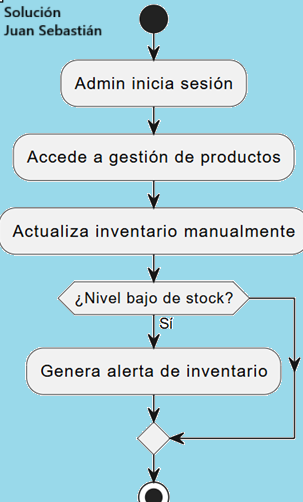 Solución
Juan Sebastián
Admin inicia sesión
Accede a gestión de productos
Actualiza inventario manualmente
¿Nivel bajo de stock?
Sí
Genera alerta de inventario